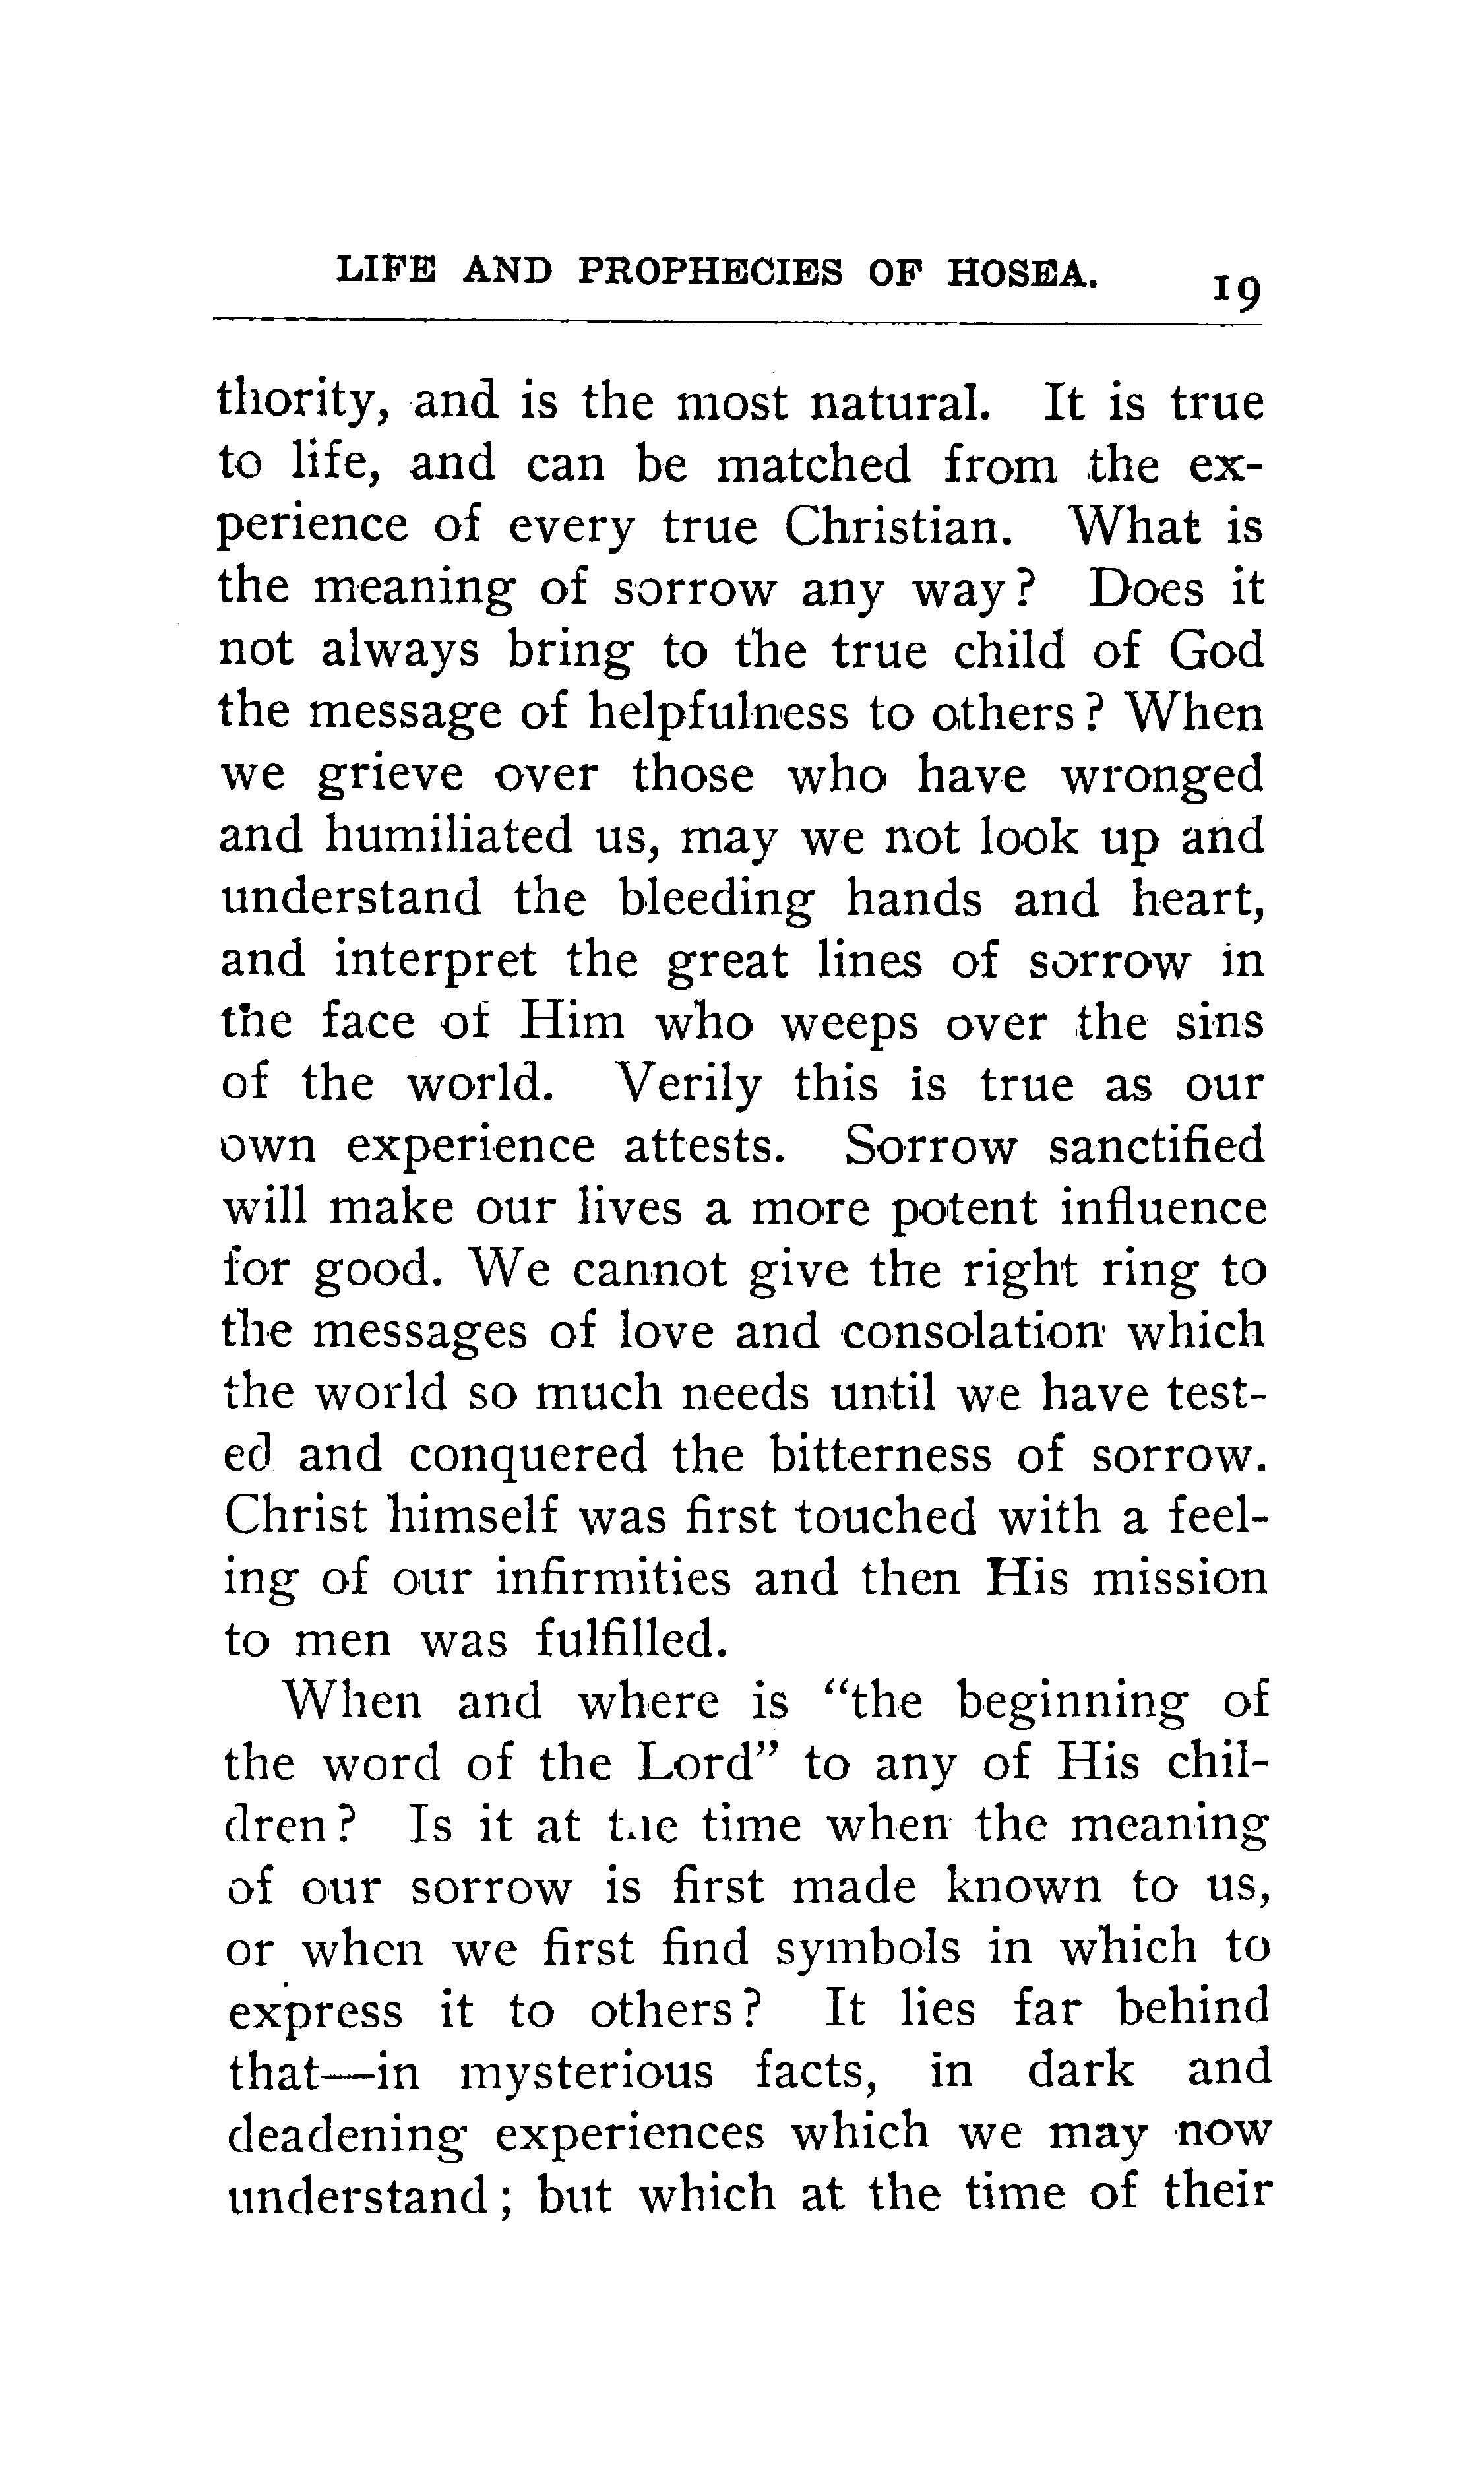 LIFE AND PROPHECIES OF HOSEA. 19
thority, and is the most natural. It is true
to life, and can be matched from the ex-
perience of every true Christian. What is
the meaning of sorrow any way? Does it
not always bring to the true child of God
the message of helpfulness to others? When
we grieve over those who have wronged
and humiliated us, may we not look up and
understand the bleeding hands and heart,
and interpret the great lines of sorrow in
the face of Him who weeps over the sins
of the world. Verily this is true as our
own experience attests. Sorrow sanctified
will make our lives a more potent influence
for good. We cannot give the right ring to
the messages of love and consolation which
the world so much needs until we have test-
ed and conquered the bitterness of sorrow.
Christ himself was first touched with a feel-
ing of our infirmities and then His mission
to men was fulfilled.
When and where is "the beginning of
the word of the Lord" to any of His chil-
dren? Is it at the time when the meaning
of our sorrow is first made known to us,
or when we first find symbols in which to
express it to others? It lies far behind
that—in mysterious facts, in dark and
deadening experiences which we may now
understand; but which at the time of their